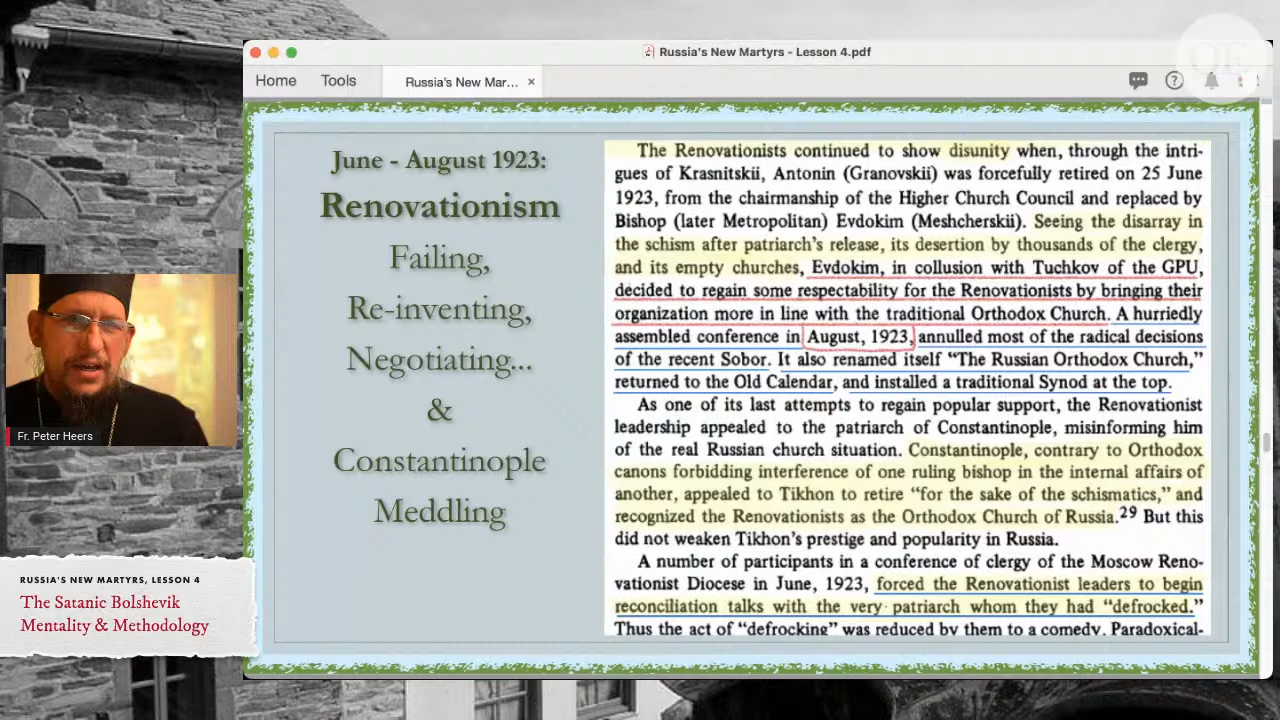 Russia's New Martyrs - Lesson 4.pdf
Home Tools Russia's New Mar... ×
June - August 1923:
Renovationism
Failing,
Re-inventing,
Negotiating...
&
Constantinople
Meddling
The Renovationists continued to show disunity when, through the intri-
gues of Krasnitskii, Antonin (Granovskii) was forcefully retired on 25 June
1923, from the chairmanship of the Higher Church Council and replaced by
Bishop (later Metropolitan) Evdokim (Meshcherskii). Seeing the disarray in
the schism after patriarch's release, its desertion by thousands of the clergy,
and its empty churches, Evdokim, in collusion with Tuchkov of the GPU,
decided to regain some respectability for the Renovationists by bringing their
organization more in line with the traditional Orthodox Church. A hurriedly
assembled conference in August, 1923, annulled most of the radical decisions
of the recent Sobor. It also renamed itself "The Russian Orthodox Church,"
returned to the Old Calendar, and installed a traditional Synod at the top.
As one of its last attempts to regain popular support, the Renovationist
leadership appealed to the patriarch of Constantinople, misinforming him
of the real Russian church situation. Constantinople, contrary to Orthodox
canons forbidding interference of one ruling bishop in the internal affairs of
another, appealed to Tikhon to retire "for the sake of the schismatics," and
recognized the Renovationists as the Orthodox Church of Russia.29 But this
did not weaken Tikhon's prestige and popularity in Russia.
A number of participants in a conference of clergy of the Moscow Reno-
vationist Diocese in June, 1923, forced the Renovationist leaders to begin
reconciliation talks with the very patriarch whom they had "defrocked."
Thus the act of "defrocking" was reduced by them to a comedy. Paradoxical-
Fr. Peter Heers
RUSSIA'S NEW MARTYRS, LESSON 4
The Satanic Bolshevik
Mentality & Methodology